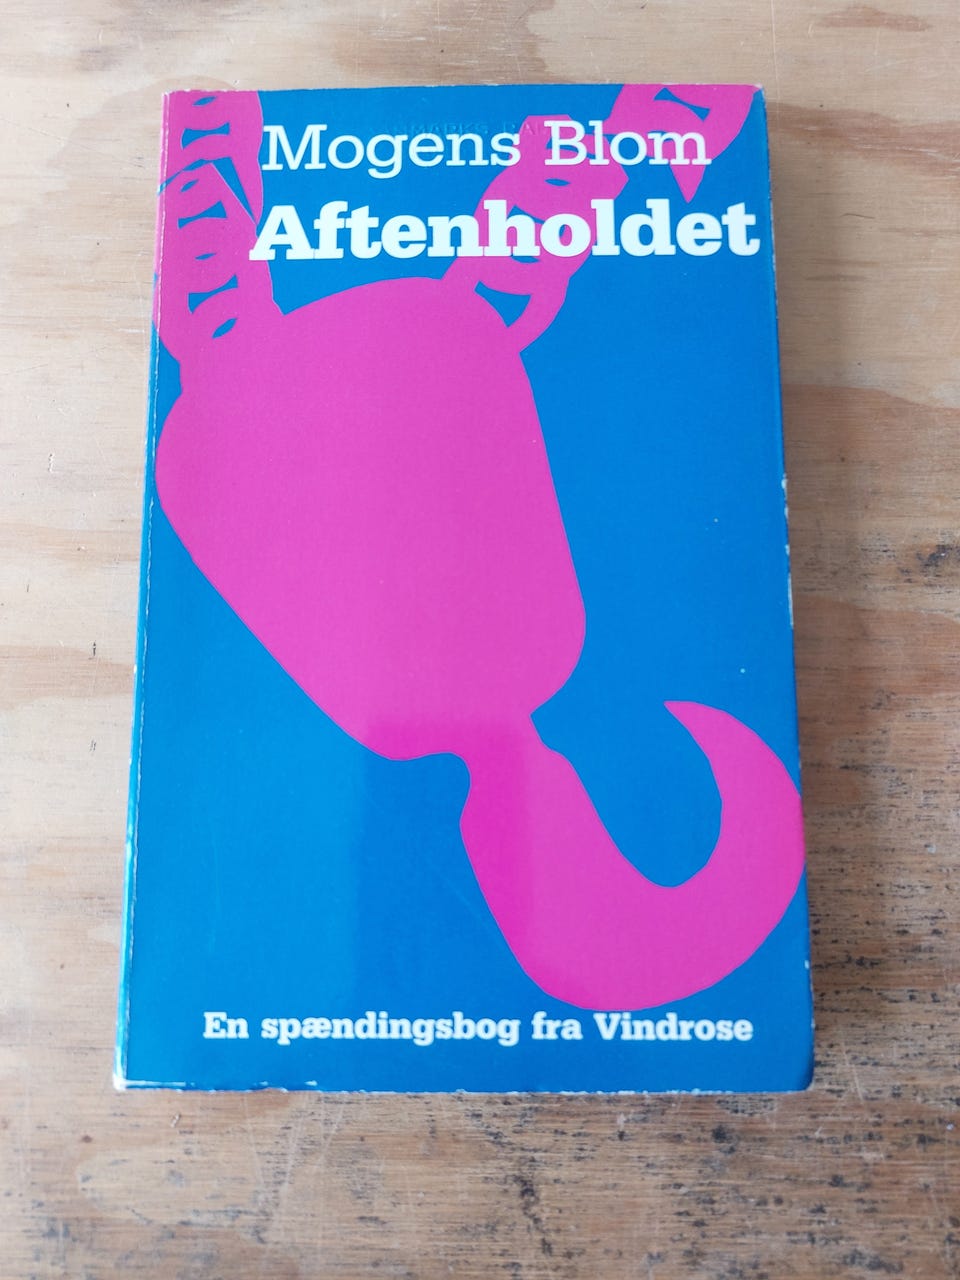 Mogens Blom
Aftenholdet
En spændingsbog fra Vindrose